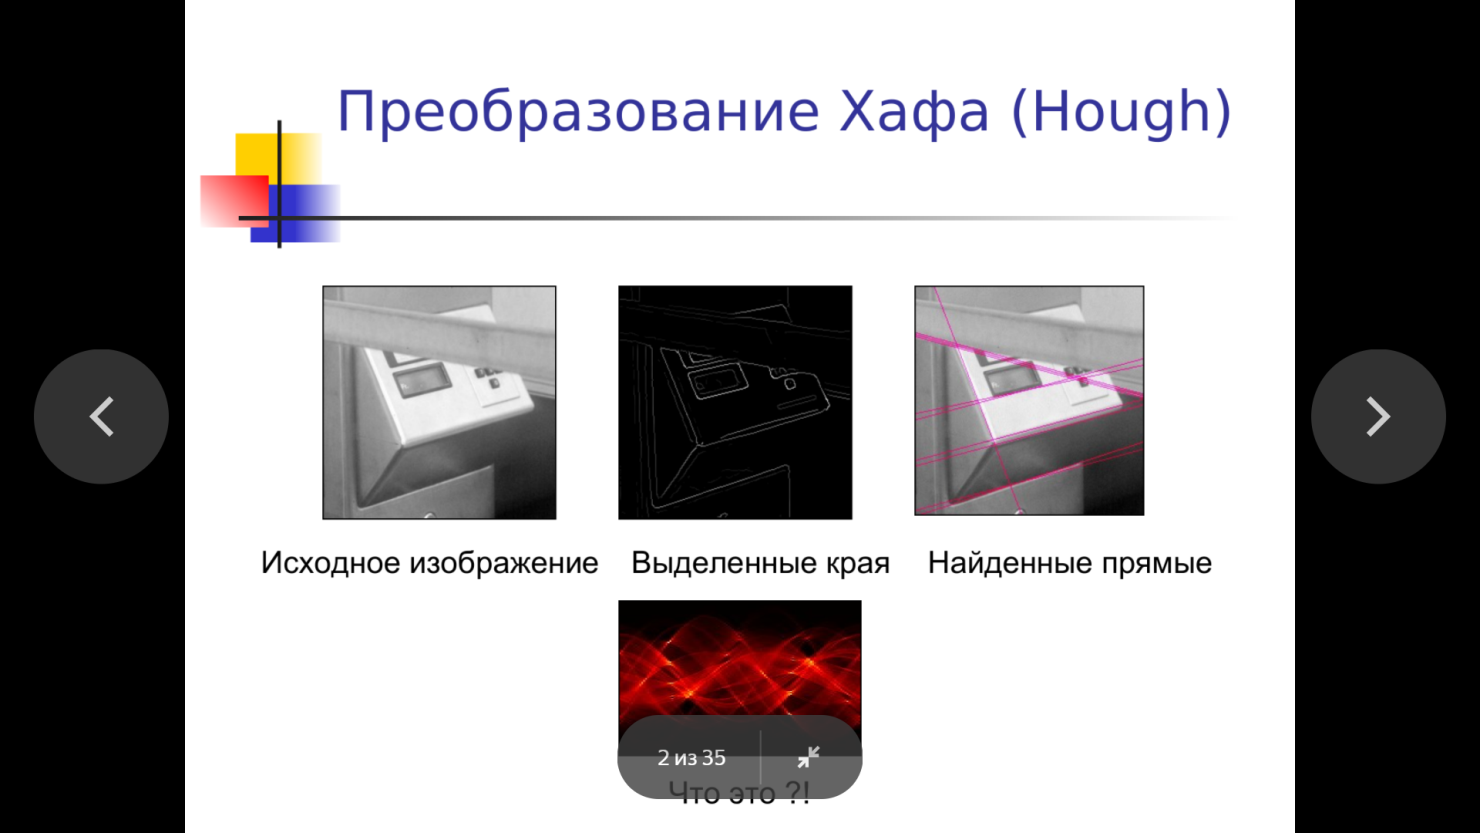 Преобразование Хафа (Hough)
Исходное изображение
Выделенные края
Найденные прямые
2 из 35
Что это ?!